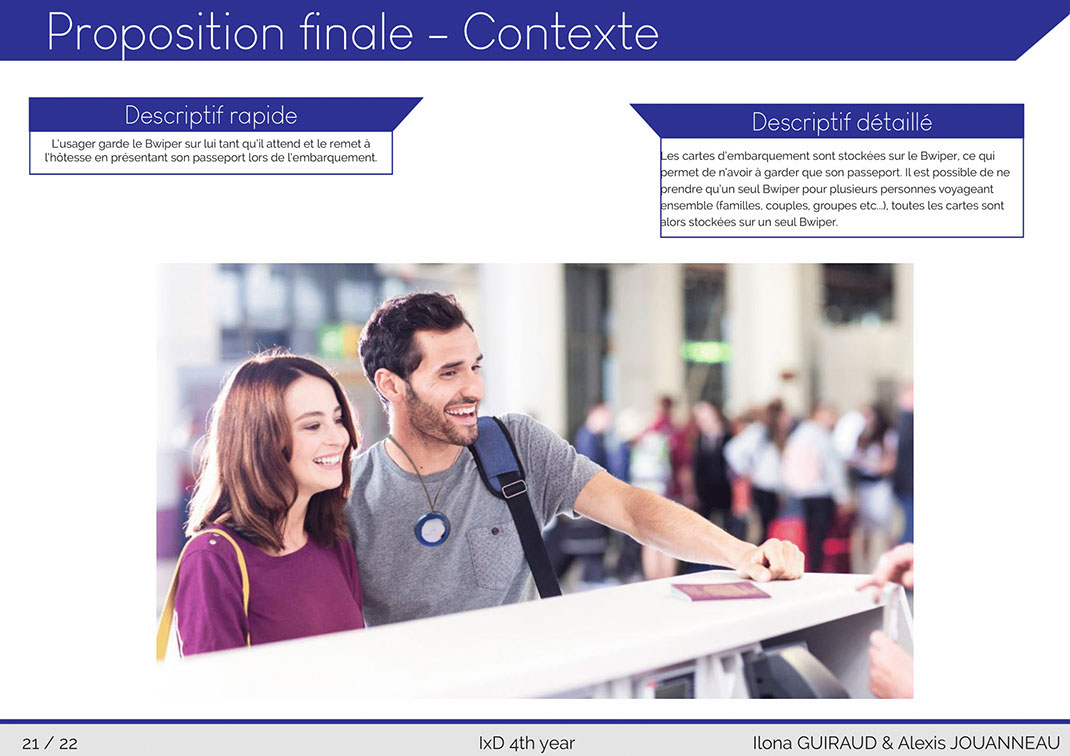 Proposition finale – Contexte
Descriptif rapide
L'usager garde le Bwiper sur lui tant qu'il attend et le remet à
l'hôtesse en présentant son passeport lors de l'embarquement.
Descriptif détaillé
Les cartes d'embarquement sont stockées sur le Bwiper, ce qui
permet de n'avoir à garder que son passeport. Il est possible de ne
prendre qu'un seul Bwiper pour plusieurs personnes voyageant
ensemble (familles, couples, groupes etc...), toutes les cartes sont
alors stockées sur un seul Bwiper.
21 / 22
IxD 4th year
Ilona GUIRAUD & Alexis JOUANNEAU